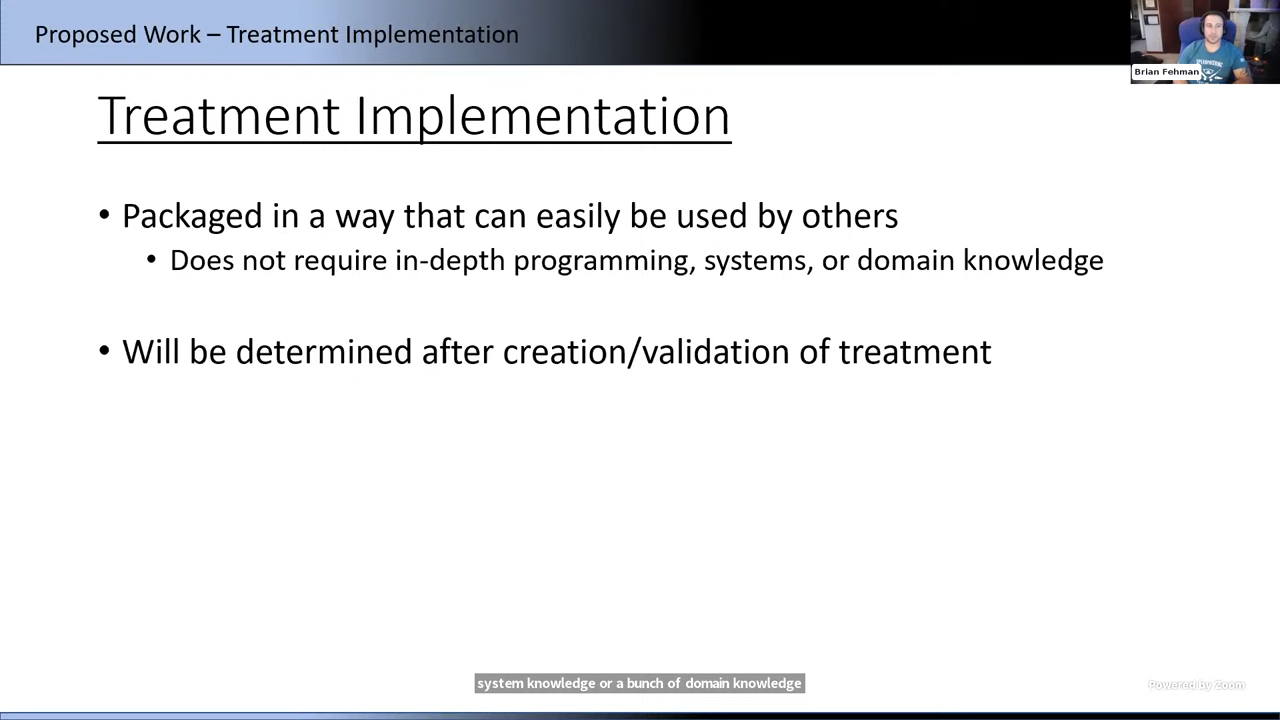 Proposed Work – Treatment Implementation
Brian Fehman
Treatment Implementation
• Packaged in a way that can easily be used by others
• Does not require in-depth programming, systems, or domain knowledge
• Will be determined after creation/validation of treatment
system knowledge or a bunch of domain knowledge
Powered by Zoom